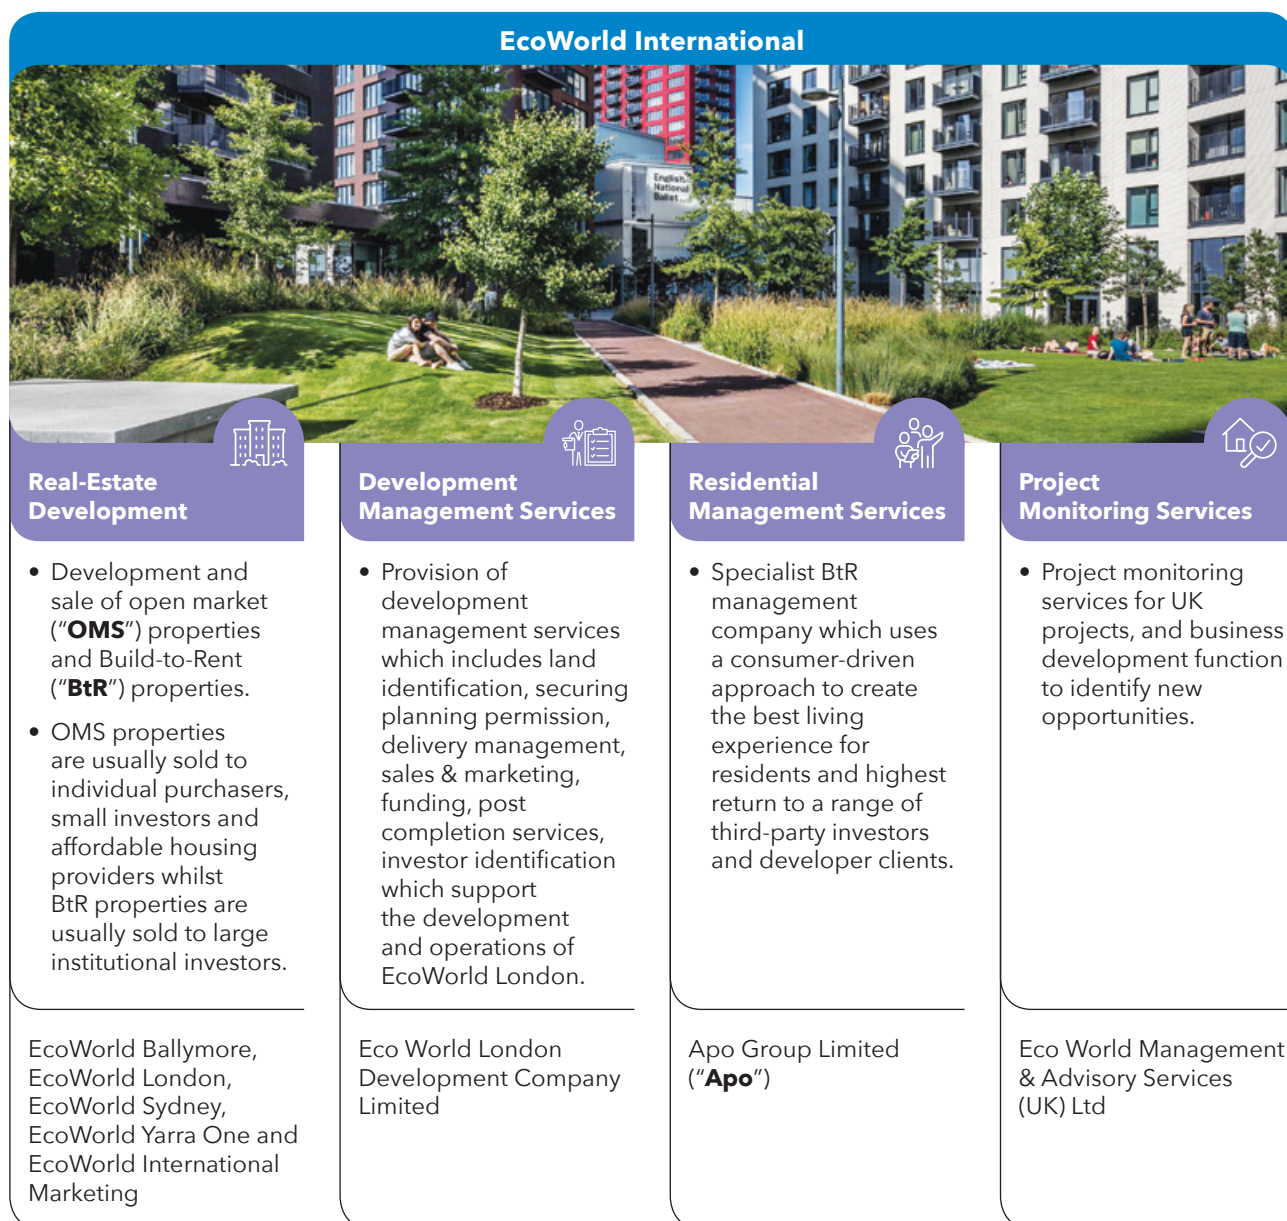 EcoWorld International
English
National
Ballet
Real-Estate
Development
• Development and
sale of open market
(“OMS”) properties
and Build-to-Rent
(“BtR”) properties.
• OMS properties
are usually sold to
individual purchasers,
small investors and
affordable housing
providers whilst
BtR properties are
usually sold to large
institutional investors.
EcoWorld Ballymore,
EcoWorld London,
EcoWorld Sydney,
EcoWorld Yarra One and
EcoWorld International
Marketing
Development
Management Services
• Provision of
development
management services
which includes land
identification, securing
planning permission,
delivery management,
sales & marketing,
funding, post
completion services,
investor identification
which support
the development
and operations of
EcoWorld London.
Eco World London
Development Company
Limited
Residential
Management Services
• Specialist BtR
management
company which uses
a consumer-driven
approach to create
the best living
experience for
residents and highest
return to a range of
third-party investors
and developer clients.
Apo Group Limited
(“Apo”)
Project
Monitoring Services
• Project monitoring
services for UK
projects, and business
development function
to identify new
opportunities.
Eco World Management
& Advisory Services
(UK) Ltd